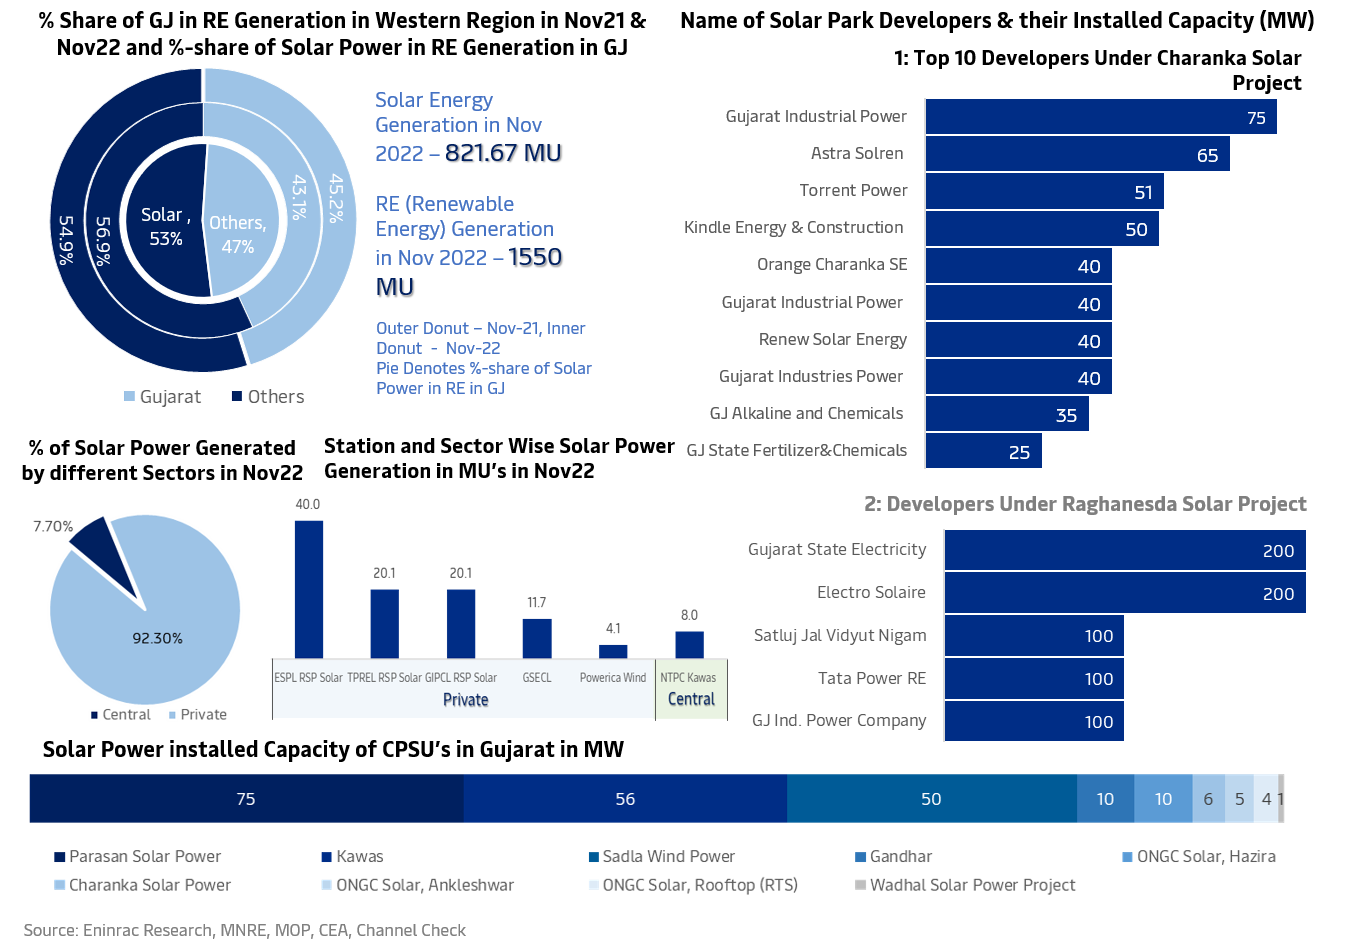 % Share of GJ in RE Generation in Western Region in Nov21 &
Nov22 and %-share of Solar Power in RE Generation in GJ
45.2%
43.1%
54.9%
56.9%
Solar ,
53%
Others,
47%
Gujarat
Others
Solar Energy
Generation in Nov
2022 – 821.67 MU
RE (Renewable
Energy) Generation
in Nov 2022 – 1550
MU
Outer Donut – Nov-21, Inner
Donut - Nov-22
Pie Denotes %-share of Solar
Power in RE in GJ
Name of Solar Park Developers & their Installed Capacity (MW)
1: Top 10 Developers Under Charanka Solar
Project
Gujarat Industrial Power 75
Astra Solren 65
Torrent Power 51
Kindle Energy & Construction 50
Orange Charanka SE 40
Gujarat Industrial Power 40
Renew Solar Energy 40
Gujarat Industries Power 40
GJ Alkaline and Chemicals 35
GJ State Fertilizer&Chemicals 25
% of Solar Power Generated
by different Sectors in Nov22
7.70%
92.30%
Central
Private
Station and Sector Wise Solar Power
Generation in MU's in Nov22
40.0
20.1
20.1
11.7
4.1
8.0
ESPL RSP Solar
TPREL RSP Solar
GIPCL RSP Solar
GSECL
Powerica Wind
NTPC Kawas
Private
Central
2: Developers Under Raghanesda Solar Project
Gujarat State Electricity 200
Electro Solaire 200
Satluj Jal Vidyut Nigam 100
Tata Power RE 100
GJ Ind. Power Company 100
Solar Power installed Capacity of CPSU's in Gujarat in MW
75 56 50 10 10 6 5 4 1
Parasan Solar Power
Kawas
Sadla Wind Power
Gandhar
ONGC Solar, Hazira
Charanka Solar Power
ONGC Solar, Ankleshwar
ONGC Solar, Rooftop (RTS)
Wadhal Solar Power Project
Source: Eninrac Research, MNRE, MOP, CEA, Channel Check